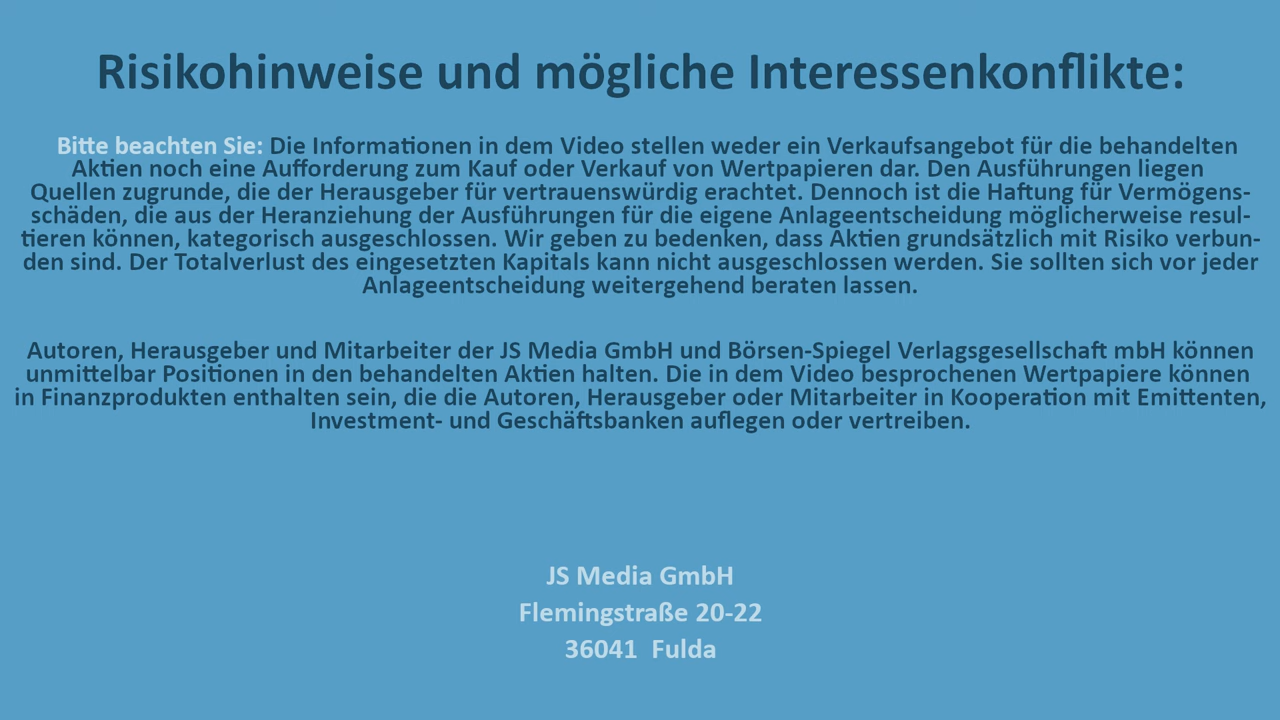 Risikohinweise und mögliche Interessenkonflikte:
Bitte beachten Sie: Die Informationen in dem Video stellen weder ein Verkaufsangebot für die behandelten
Aktien noch eine Aufforderung zum Kauf oder Verkauf von Wertpapieren dar. Den Ausführungen liegen
Quellen zugrunde, die der Herausgeber für vertrauenswürdig erachtet. Dennoch ist die Haftung für Vermögens-
schäden, die aus der Heranziehung der Ausführungen für die eigene Anlageentscheidung möglicherweise resul-
tieren können, kategorisch ausgeschlossen. Wir geben zu bedenken, dass Aktien grundsätzlich mit Risiko verbun-
den sind. Der Totalverlust des eingesetzten Kapitals kann nicht ausgeschlossen werden. Sie sollten sich vor jeder
Anlageentscheidung weitergehend beraten lassen.
Autoren, Herausgeber und Mitarbeiter der JS Media GmbH und Börsen-Spiegel Verlagsgesellschaft mbH können
unmittelbar Positionen in den behandelten Aktien halten. Die in dem Video besprochenen Wertpapiere können
in Finanzprodukten enthalten sein, die die Autoren, Herausgeber oder Mitarbeiter in Kooperation mit Emittenten,
Investment- und Geschäftsbanken auflegen oder vertreiben.
JS Media GmbH
Flemingstraße 20-22
36041  Fulda